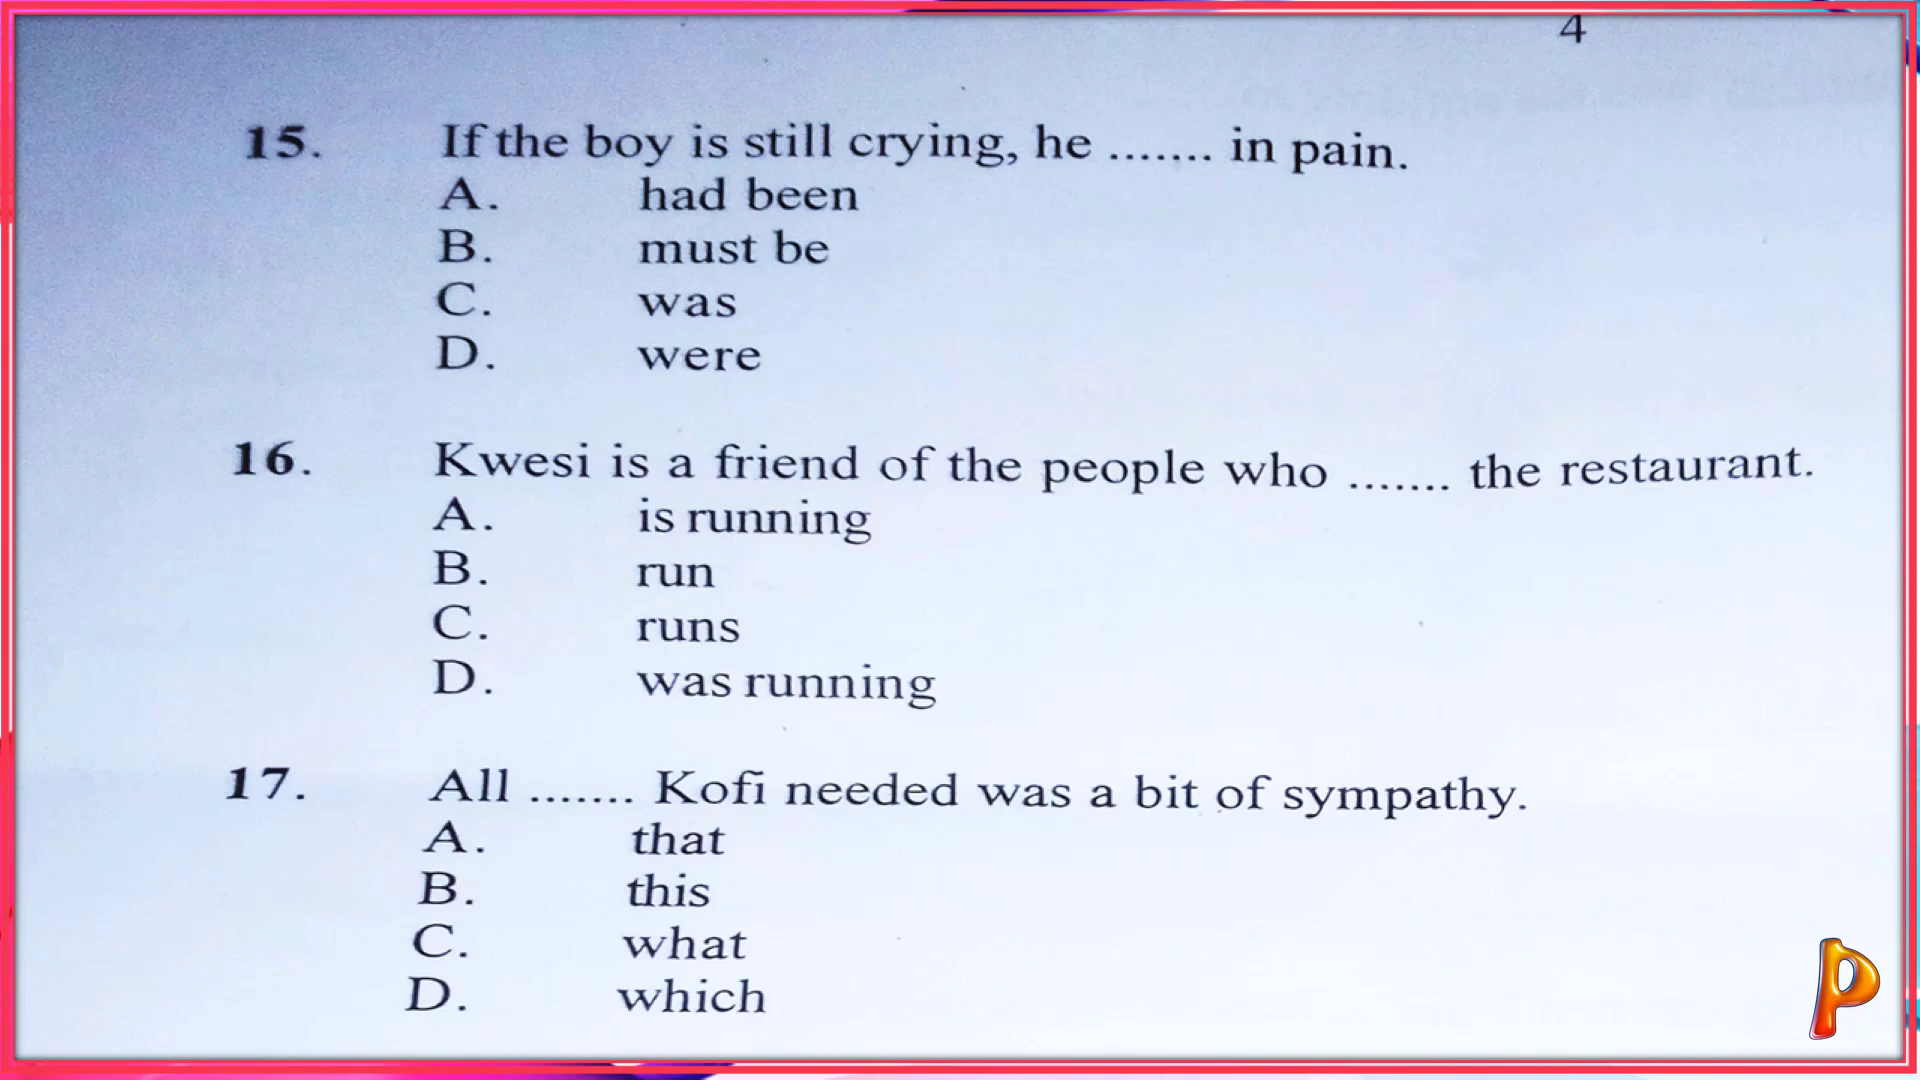 4
15. If the boy is still crying, he ....... in pain.
A. had been
B. must be
C. was
D. were
16. Kwesi is a friend of the people who ....... the restaurant.
A. is running
B. run
C. runs
D. was running
17. All ....... Kofi needed was a bit of sympathy.
A. that
B. this
C. what
D. which
P